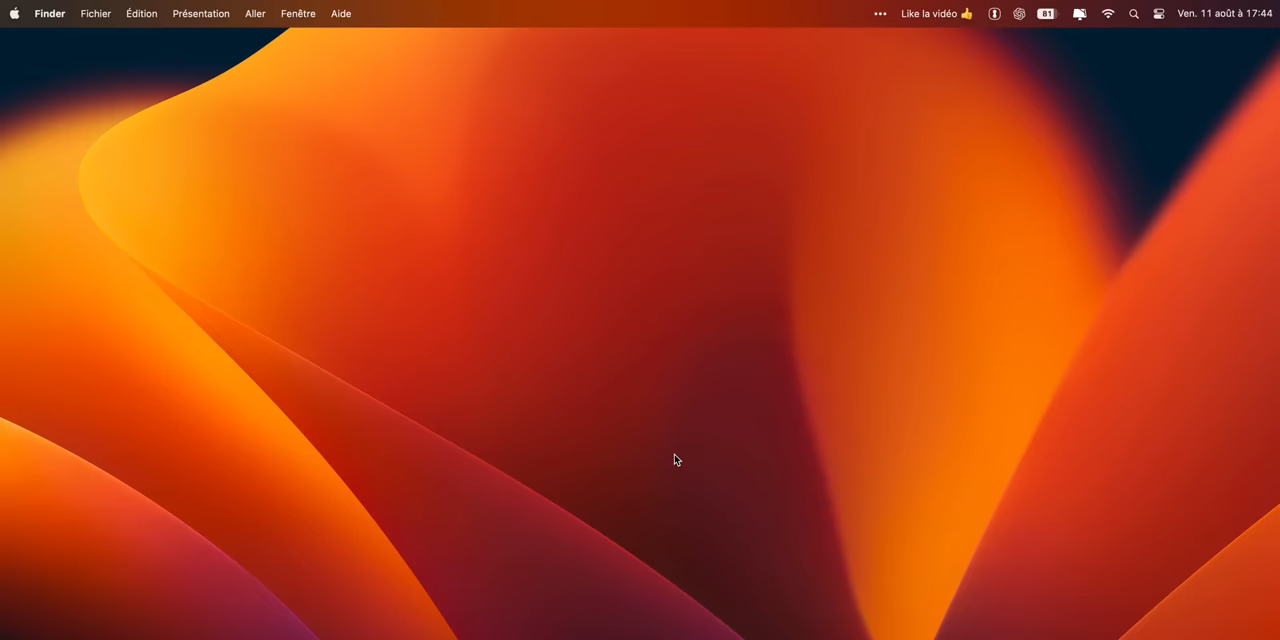 Finder Fichier Édition Présentation Aller Fenêtre Aide ••• Like la vidéo 👍 81 Ven. 11 août à 17:44